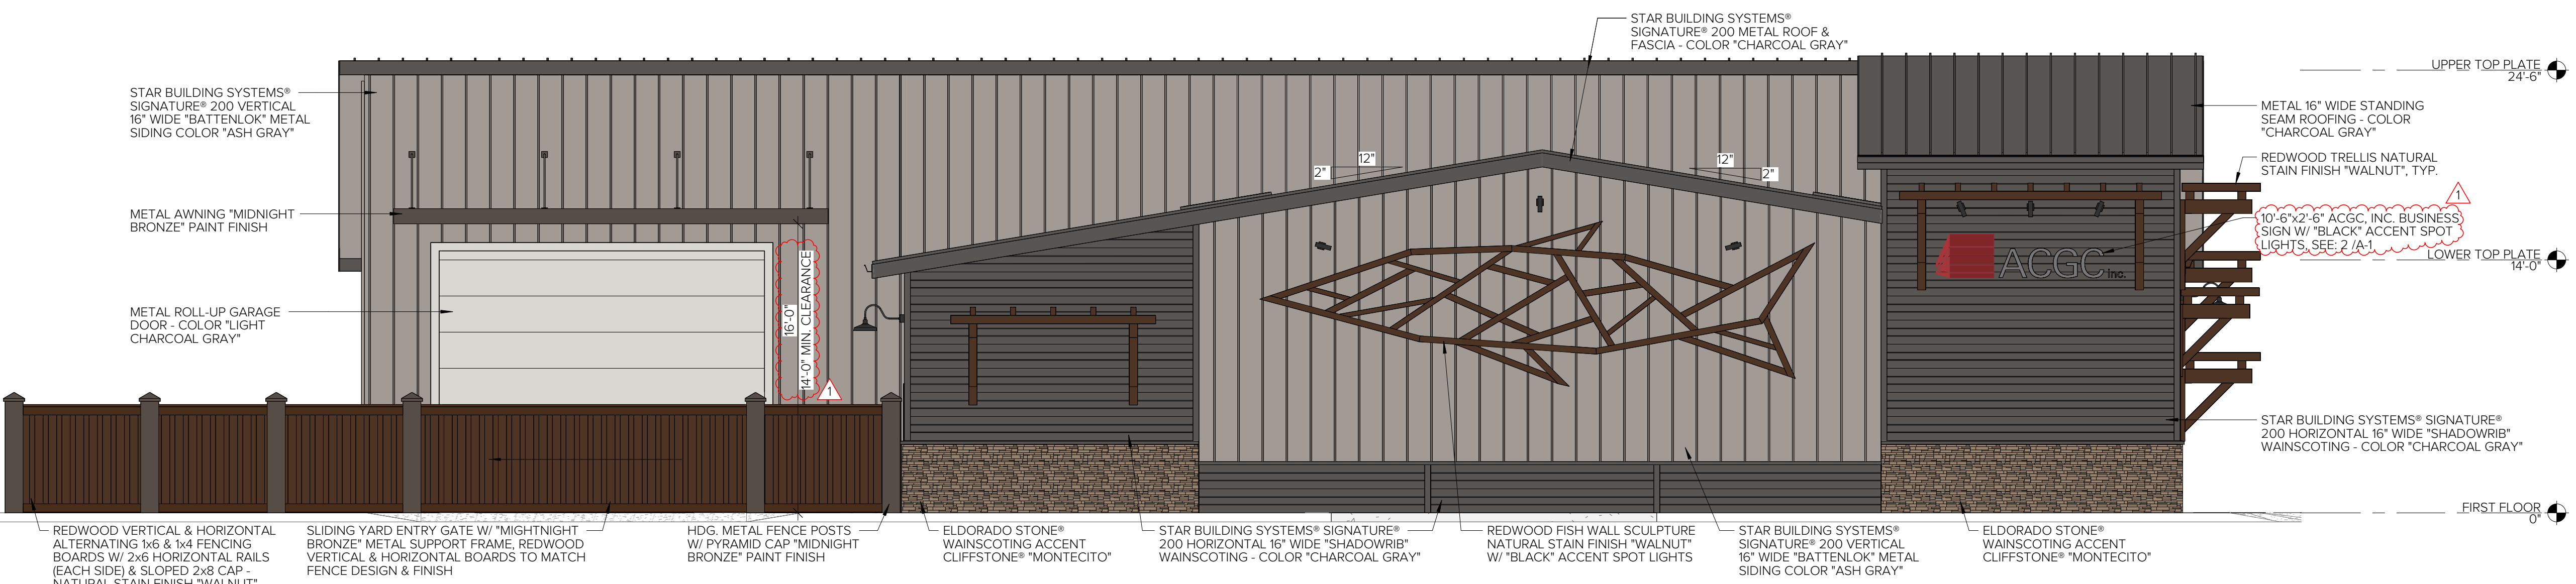 STAR BUILDING SYSTEMS®
SIGNATURE® 200 METAL ROOF &
FASCIA - COLOR "CHARCOAL GRAY"
UPPER TOP PLATE
24'-6"
STAR BUILDING SYSTEMS®
SIGNATURE® 200 VERTICAL
16" WIDE "BATTENLOK" METAL
SIDING COLOR "ASH GRAY"
METAL 16" WIDE STANDING
SEAM ROOFING - COLOR
"CHARCOAL GRAY"
12"
2"
12"
2"
REDWOOD TRELLIS NATURAL
STAIN FINISH "WALNUT", TYP.
1
METAL AWNING "MIDNIGHT
BRONZE" PAINT FINISH
10'-6"x2'-6" ACGC, INC. BUSINESS
SIGN W/ "BLACK" ACCENT SPOT
LIGHTS, SEE: 2 /A-1
ACGC inc.
LOWER TOP PLATE
14'-0"
METAL ROLL-UP GARAGE
DOOR - COLOR "LIGHT
CHARCOAL GRAY"
16'-0"
14'-0" MIN. CLEARANCE
1
STAR BUILDING SYSTEMS® SIGNATURE®
200 HORIZONTAL 16" WIDE "SHADOWRIB"
WAINSCOTING - COLOR "CHARCOAL GRAY"
FIRST FLOOR
0"
REDWOOD VERTICAL & HORIZONTAL
ALTERNATING 1x6 & 1x4 FENCING
BOARDS W/ 2x6 HORIZONTAL RAILS
(EACH SIDE) & SLOPED 2x8 CAP -
NATURAL STAIN FINISH "WALNUT"
SLIDING YARD ENTRY GATE W/ "MIGHTNIGHT
BRONZE" METAL SUPPORT FRAME, REDWOOD
VERTICAL & HORIZONTAL BOARDS TO MATCH
FENCE DESIGN & FINISH
HDG. METAL FENCE POSTS
W/ PYRAMID CAP "MIDNIGHT
BRONZE" PAINT FINISH
ELDORADO STONE®
WAINSCOTING ACCENT
CLIFFSTONE® "MONTECITO"
STAR BUILDING SYSTEMS® SIGNATURE®
200 HORIZONTAL 16" WIDE "SHADOWRIB"
WAINSCOTING - COLOR "CHARCOAL GRAY"
REDWOOD FISH WALL SCULPTURE
NATURAL STAIN FINISH "WALNUT"
W/ "BLACK" ACCENT SPOT LIGHTS
STAR BUILDING SYSTEMS®
SIGNATURE® 200 VERTICAL
16" WIDE "BATTENLOK" METAL
SIDING COLOR "ASH GRAY"
ELDORADO STONE®
WAINSCOTING ACCENT
CLIFFSTONE® "MONTECITO"